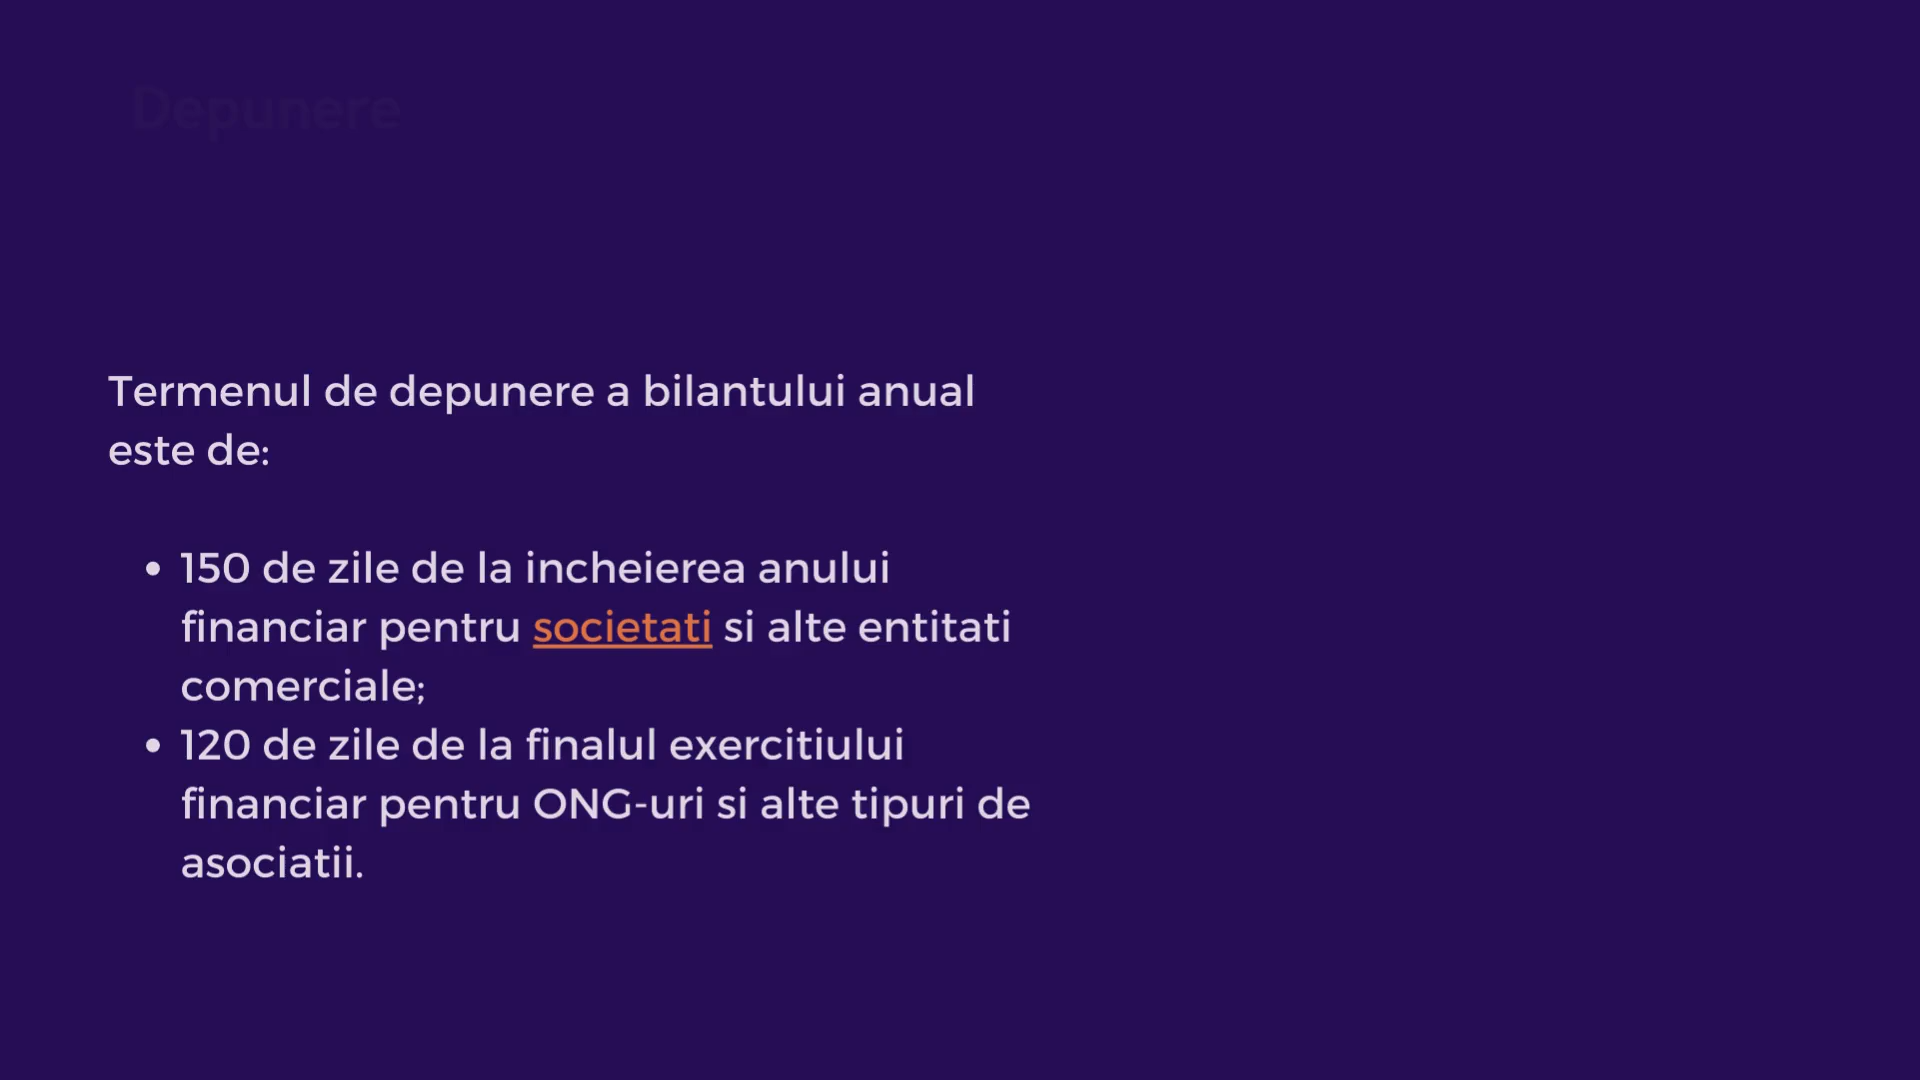 Depunere
Termenul de depunere a bilantului anual
este de:
• 150 de zile de la incheierea anului
financiar pentru societati si alte entitati
comerciale;
• 120 de zile de la finalul exercitiului
financiar pentru ONG-uri si alte tipuri de
asociatii.